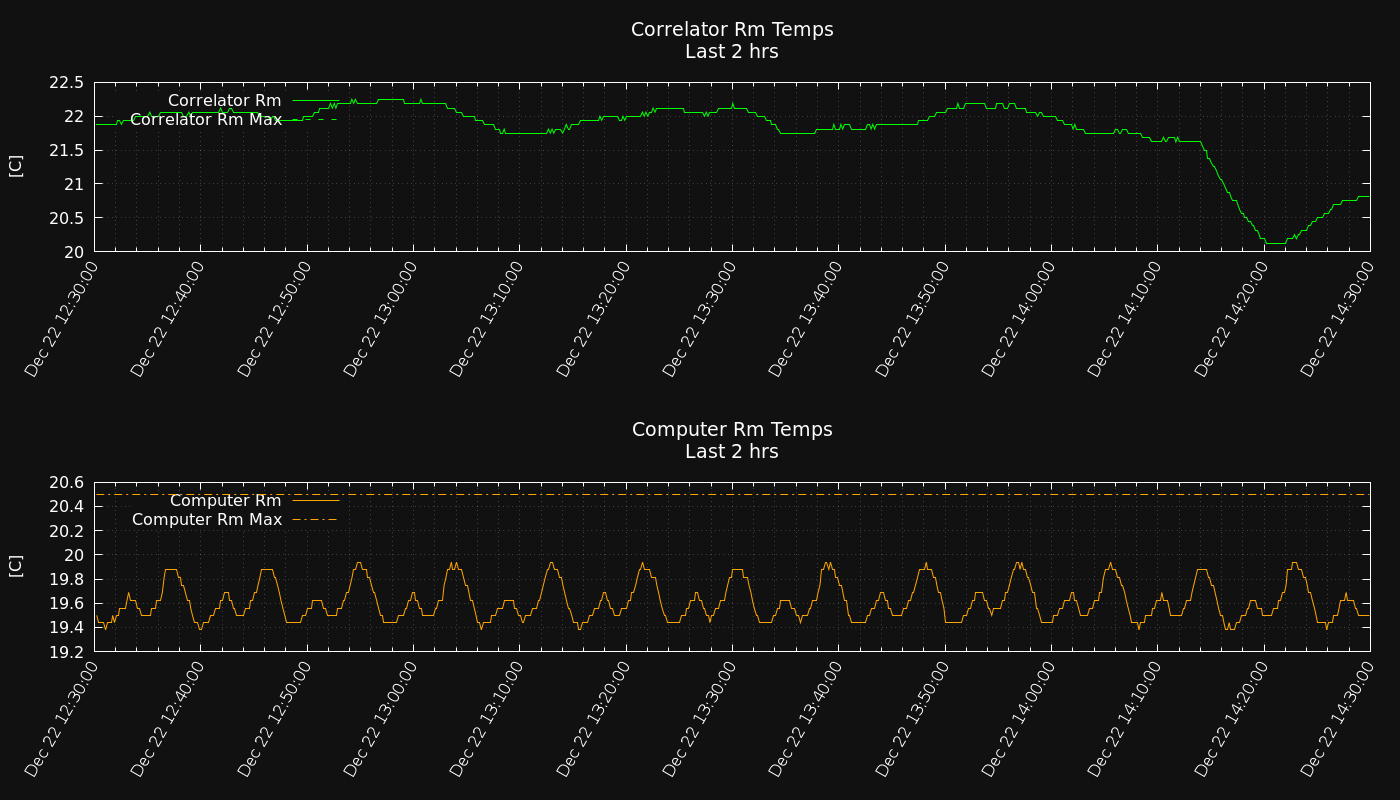 Correlator Rm Temps
Last 2 hrs
[C]
22.5
22
21.5
21
20.5
20
Correlator Rm
Correlator Rm Max
Dec 22 12:30:00
Dec 22 12:40:00
Dec 22 12:50:00
Dec 22 13:00:00
Dec 22 13:10:00
Dec 22 13:20:00
Dec 22 13:30:00
Dec 22 13:40:00
Dec 22 13:50:00
Dec 22 14:00:00
Dec 22 14:10:00
Dec 22 14:20:00
Dec 22 14:30:00
Computer Rm Temps
Last 2 hrs
[C]
20.6
20.4
20.2
20
19.8
19.6
19.4
19.2
Computer Rm
Computer Rm Max
Dec 22 12:30:00
Dec 22 12:40:00
Dec 22 12:50:00
Dec 22 13:00:00
Dec 22 13:10:00
Dec 22 13:20:00
Dec 22 13:30:00
Dec 22 13:40:00
Dec 22 13:50:00
Dec 22 14:00:00
Dec 22 14:10:00
Dec 22 14:20:00
Dec 22 14:30:00